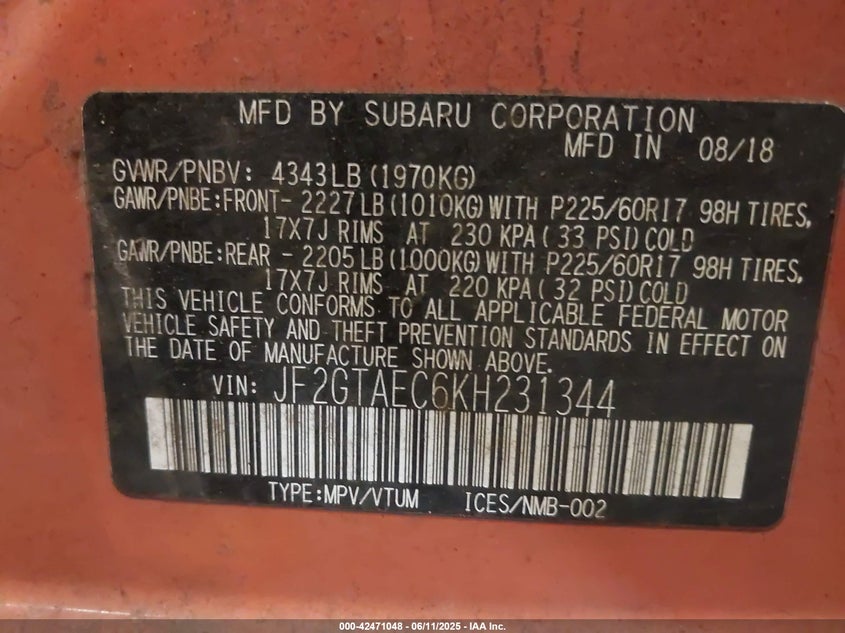 MFD BY SUBARU CORPORATION
MFD IN 08/18
GVWR/PNBV: 4343LB (1970KG)
GAWR/PNBE:FRONT- 2227LB (1010KG) WITH P225/60R17 98H TIRES,
17X7J RIMS AT 230 KPA ( 33 PSI) COLD
GAWR/PNBE:REAR - 2205LB (1000KG) WITH P225/60R17 98H TIRES,
17X7J RIMS AT 220 KPA ( 32 PSI) COLD
THIS VEHICLE CONFORMS TO ALL APPLICABLE FEDERAL MOTOR
VEHICLE SAFETY AND THEFT PREVENTION STANDARDS IN EFFECT ON
THE DATE OF MANUFACTURE SHOWN ABOVE.
VIN: JF2GTAEC6KH231344
TYPE:MPV/VTUM ICES/NMB-002
000-42471048 - 06/11/2025 - IAA Inc.